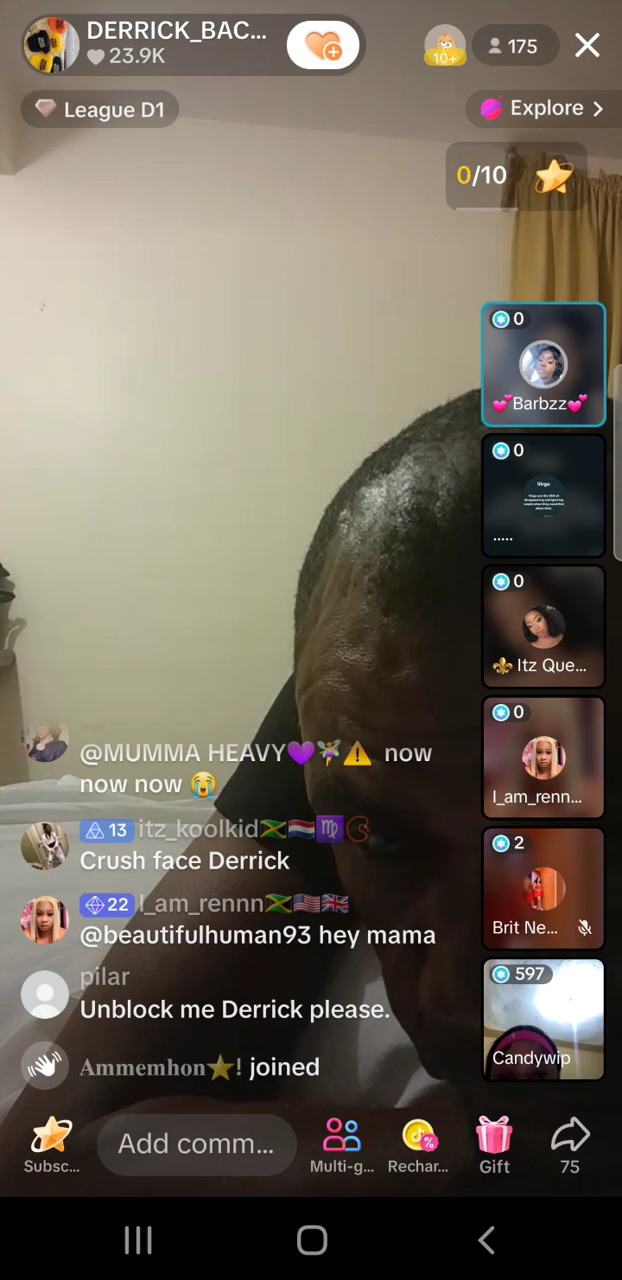 DERRICK_BAC...
23.9K
10+
175
League D1
Explore
0/10
0
💕Barbzz💕
0
Virgo
.....
0
⚜️ Itz Que...
0
I_am_renn...
2
Brit Ne...
597
Candywip
@MUMMA HEAVY💜🧚‍♀️⚠️ now
now now 😭
13 itz_koolkid🇯🇲🇳🇱♍
Crush face Derrick
22 I_am_rennn🇯🇲🇺🇸🇬🇧
@beautifulhuman93 hey mama
pilar
Unblock me Derrick please.
Ammemhon⭐! joined
Subsc...
Add comm...
Multi-g...
Rechar...
Gift
75